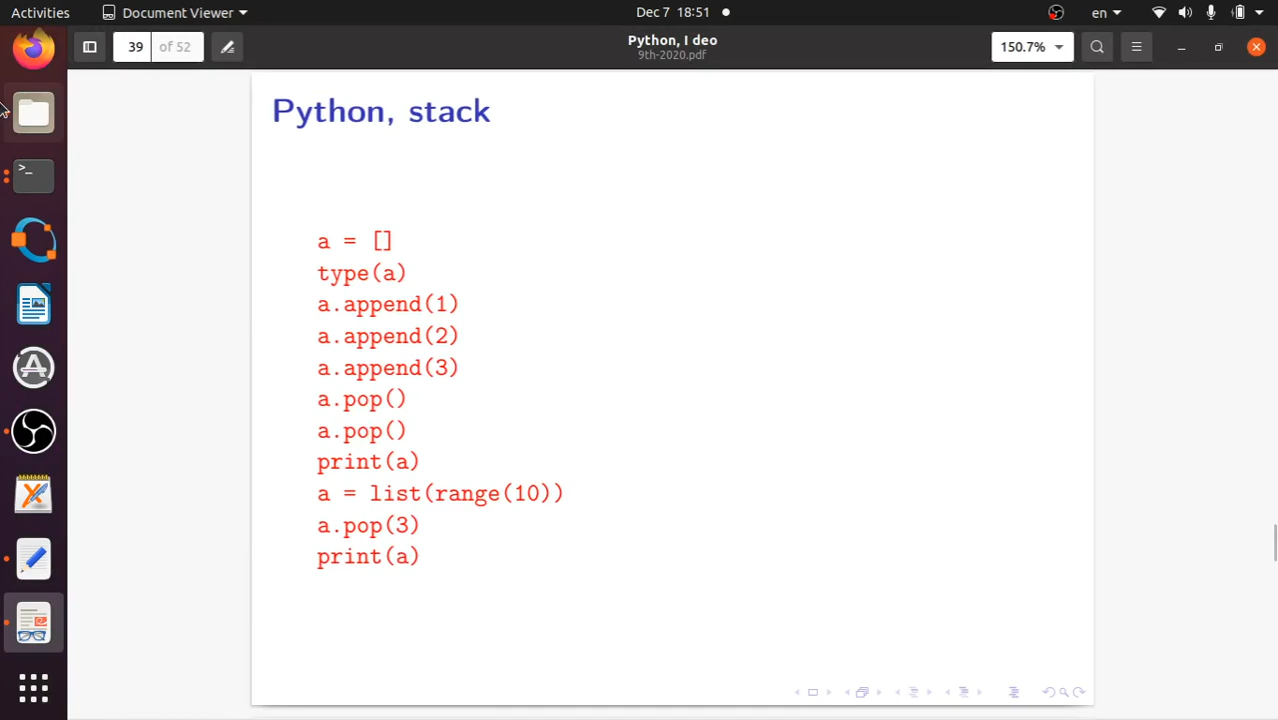 Activities
Document Viewer
Dec 7 18:51
en
39 of 52
Python, I deo
9th-2020.pdf
150.7%
Python, stack
a = []
type(a)
a.append(1)
a.append(2)
a.append(3)
a.pop()
a.pop()
print(a)
a = list(range(10))
a.pop(3)
print(a)